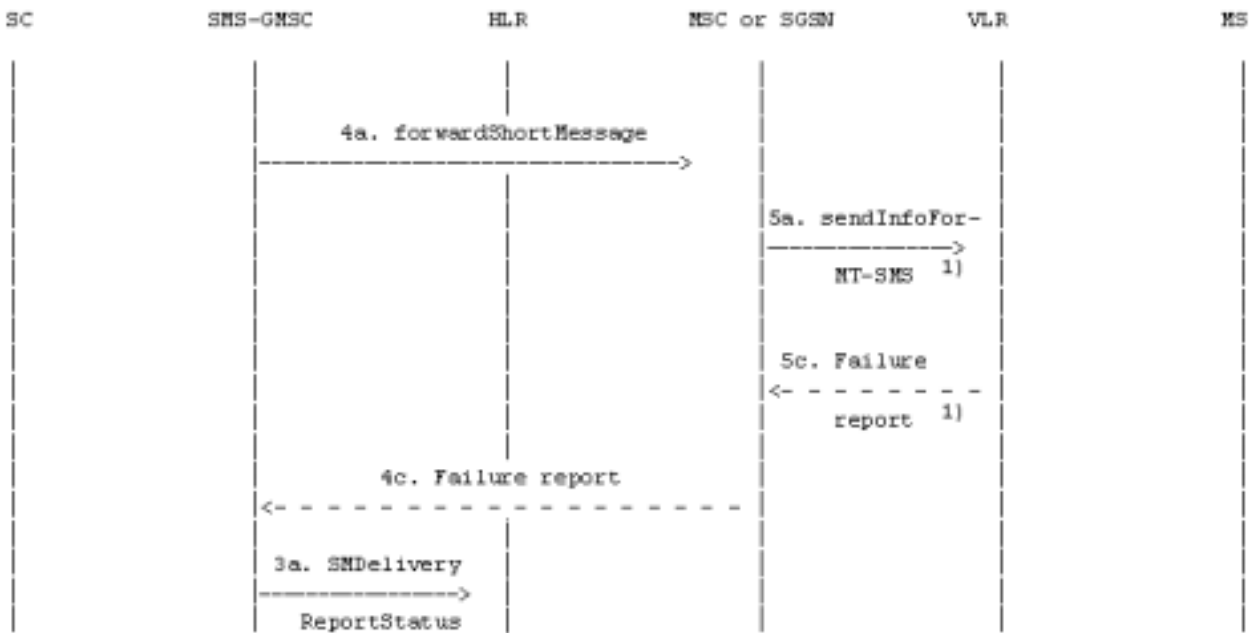 SC SMS-GMSC HLR MSC or SGSN VLR MS
4a. forwardShortMessage
5a. sendInfoFor-
MT-SMS 1)
5c. Failure
report 1)
4c. Failure report
3a. SMDelivery
ReportStatus